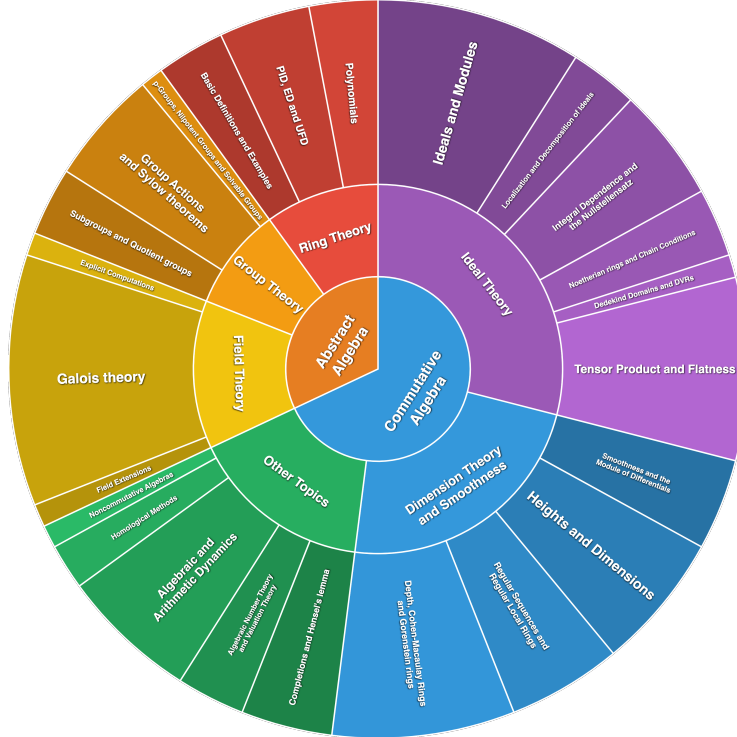 Abstract
Algebra
Commutative
Algebra
Ring Theory
Group Theory
Field Theory
Other Topics
Dimension Theory
and Smoothness
Ideal Theory
Ideals and Modules
Localization and Decomposition of Ideals
Integral Dependence and
the Nullstellensatz
Noetherian rings and Chain Conditions
Dedekind Domains and DVRs
Tensor Product and Flatness
Smoothness and the
Module of Differentials
Heights and Dimensions
Regular Sequences and
Regular Local Rings
Depth, Cohen-Macaulay Rings
and Gorenstein rings
Completions and Hensel's lemma
Algebraic Number Theory
and Valuation Theory
Algebraic and
Arithmetic Dynamics
Homological Methods
Noncommutative Algebras
Field Extensions
Galois theory
Explicit Computations
Subgroups and Quotient groups
Group Actions
and Sylow theorems
p-Groups, Nilpotent Groups and Solvable Groups
Basic Definitions and Examples
PID, ED and UFD
Polynomials